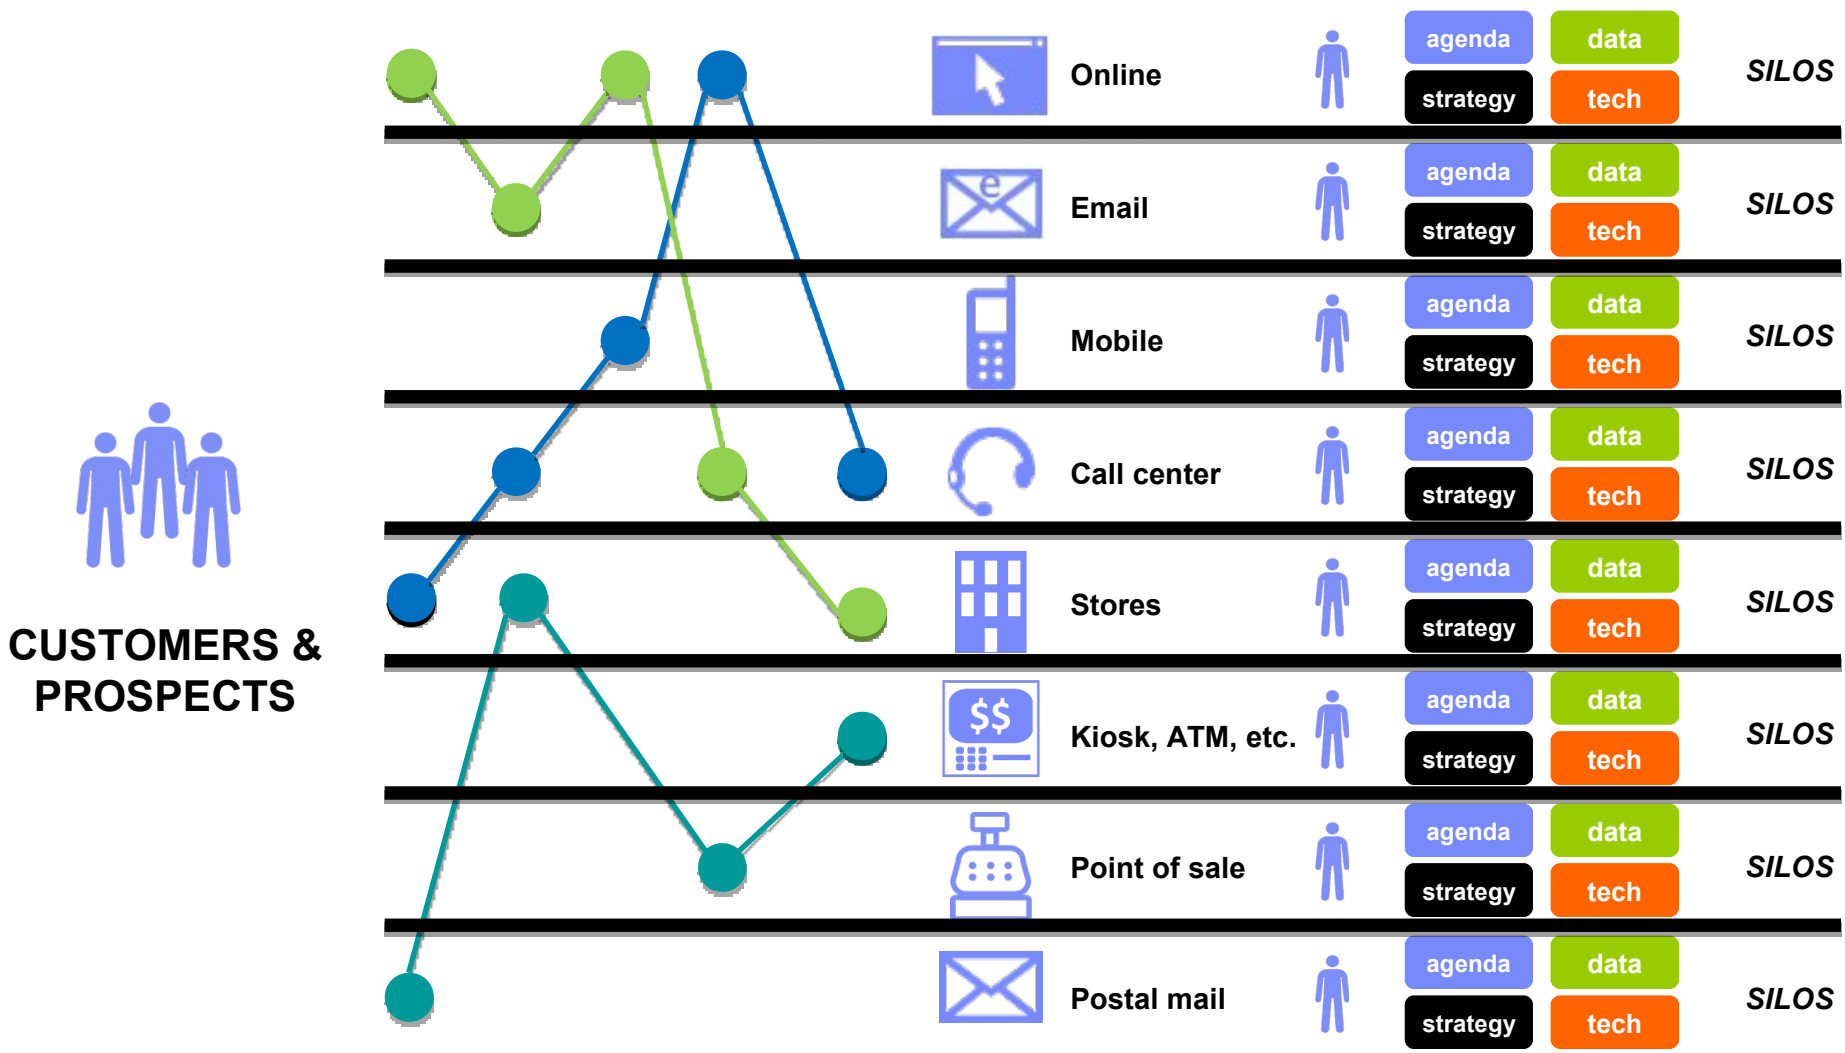 agenda data
Online SILOS
strategy tech
agenda data
e
Email SILOS
strategy tech
agenda data
Mobile SILOS
strategy tech
agenda data
Call center SILOS
strategy tech
agenda data
Stores SILOS
strategy tech
CUSTOMERS &
PROSPECTS
agenda data
$$
Kiosk, ATM, etc. SILOS
strategy tech
agenda data
Point of sale SILOS
strategy tech
agenda data
Postal mail SILOS
strategy tech